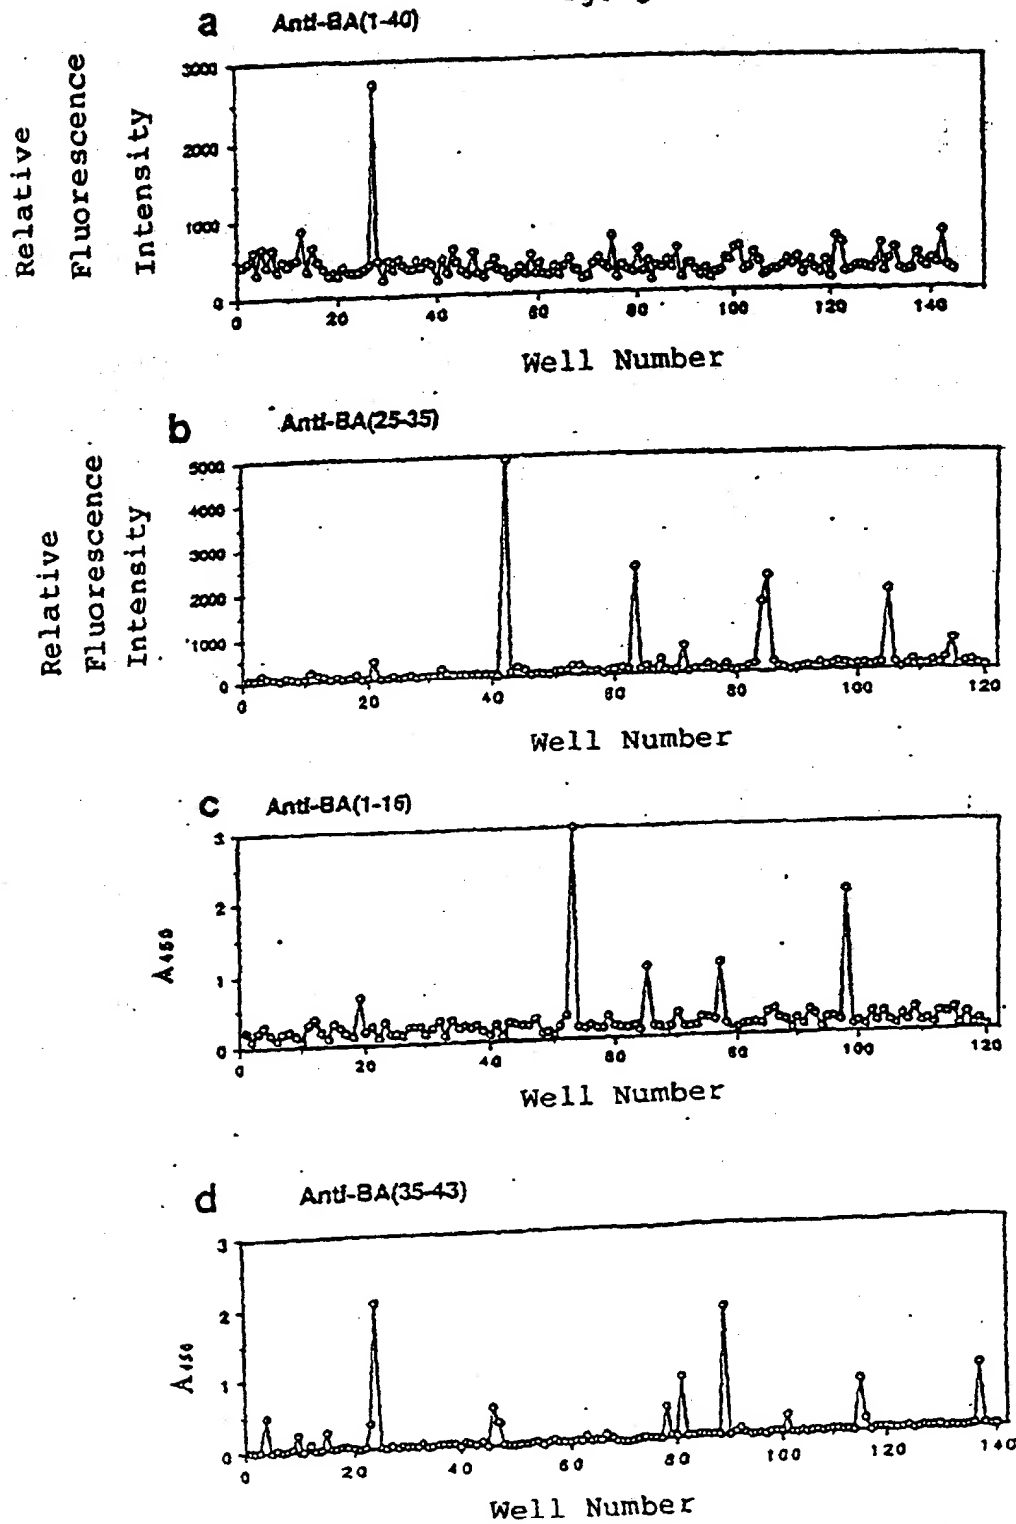 a Anti-BA(1-40)
Relative
Fluorescence
Intensity
3000
2000
1000
0
0 20 40 60 80 100 120 140
Well Number
b Anti-BA(25-35)
Relative
Fluorescence
Intensity
5000
4000
3000
2000
1000
0
0 20 40 60 80 100 120
Well Number
c Anti-BA(1-16)
A450
3
2
1
0
0 20 40 60 80 100 120
Well Number
d Anti-BA(35-43)
A450
3
2
1
0
0 20 40 60 80 100 120 140
Well Number